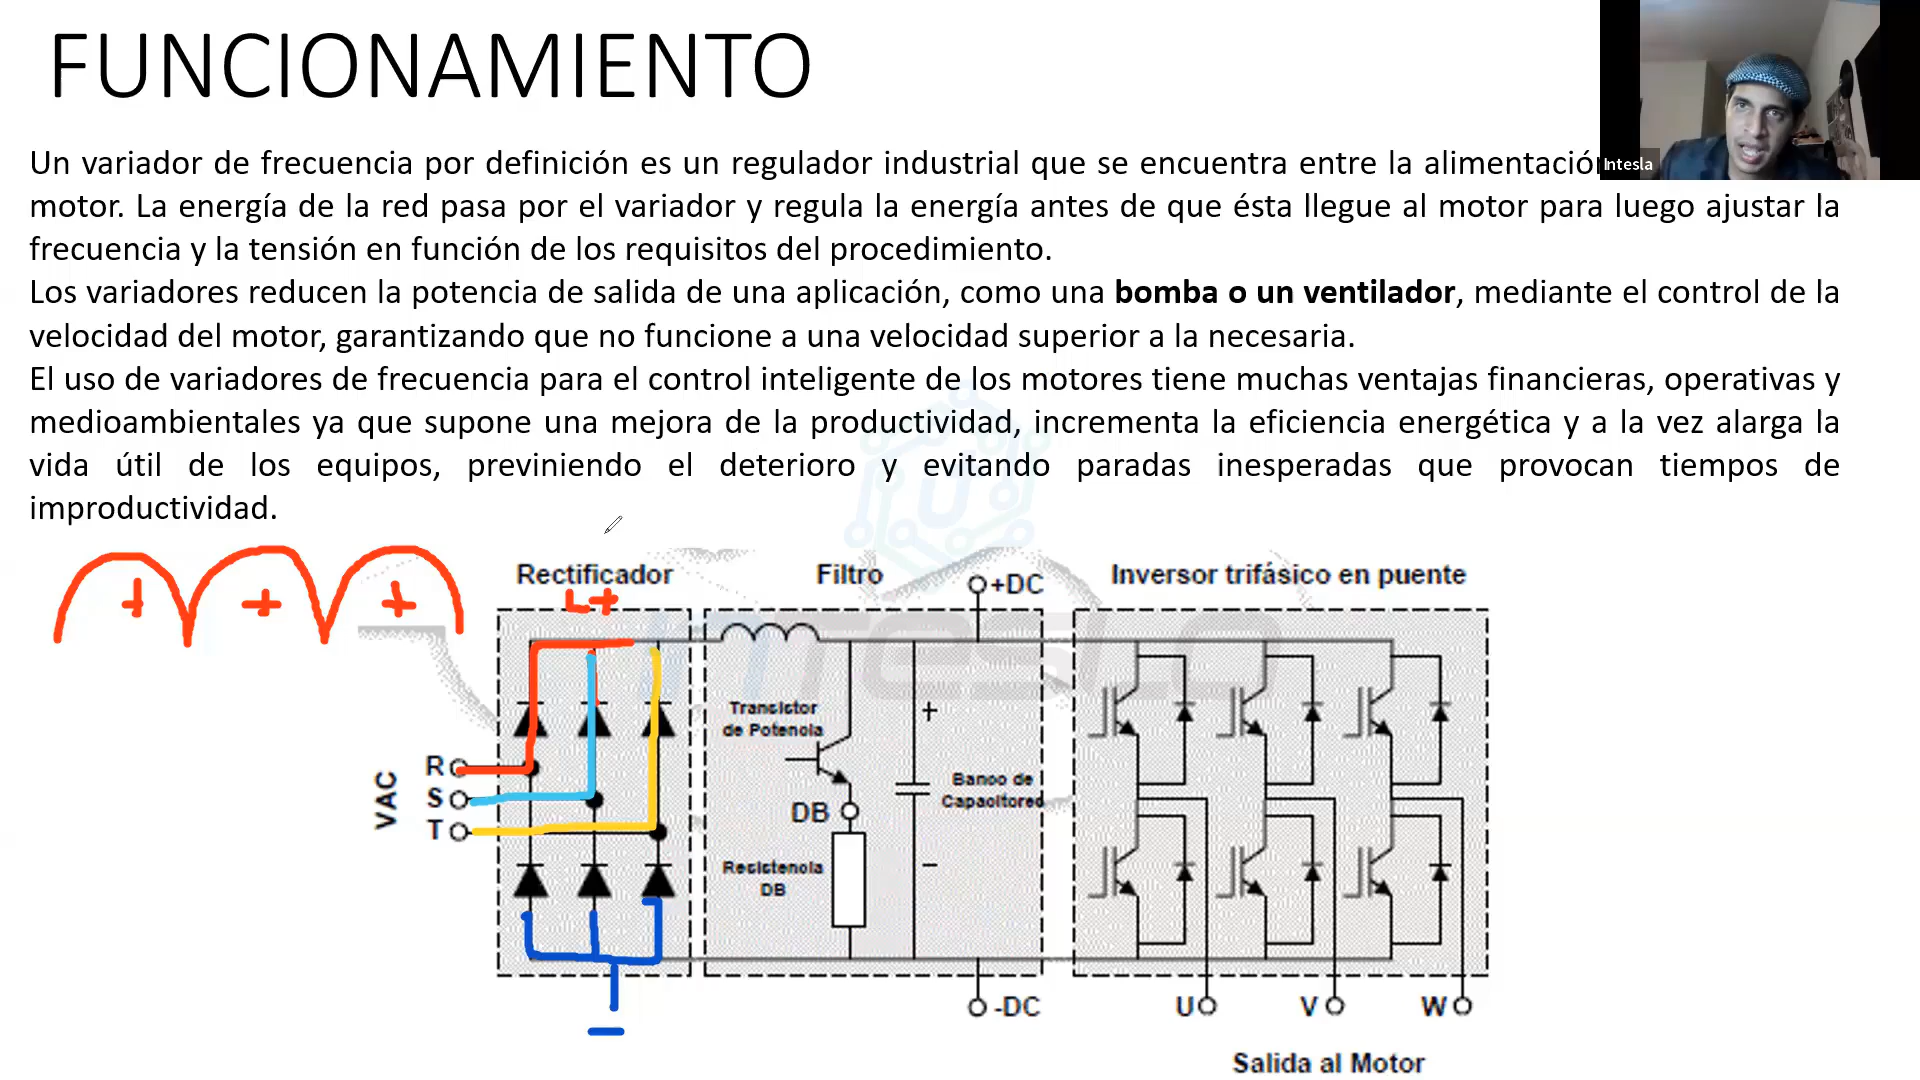 FUNCIONAMIENTO
Un variador de frecuencia por definición es un regulador industrial que se encuentra entre la alimentación
Intesla
motor. La energía de la red pasa por el variador y regula la energía antes de que ésta llegue al motor para luego ajustar la
frecuencia y la tensión en función de los requisitos del procedimiento.
Los variadores reducen la potencia de salida de una aplicación, como una bomba o un ventilador, mediante el control de la
velocidad del motor, garantizando que no funcione a una velocidad superior a la necesaria.
El uso de variadores de frecuencia para el control inteligente de los motores tiene muchas ventajas financieras, operativas y
medioambientales ya que supone una mejora de la productividad, incrementa la eficiencia energética y a la vez alarga la
vida útil de los equipos, previniendo el deterioro y evitando paradas inesperadas que provocan tiempos de
improductividad.
+ + +
Rectificador
L+
Filtro
+DC
Inversor trifásico en puente
INTESLA
Transistor
de Potencia
+
R
S
T
VAC
Banco de
Capacitores
DB
Resistencia
DB
−
−
-DC
U V W
Salida al Motor